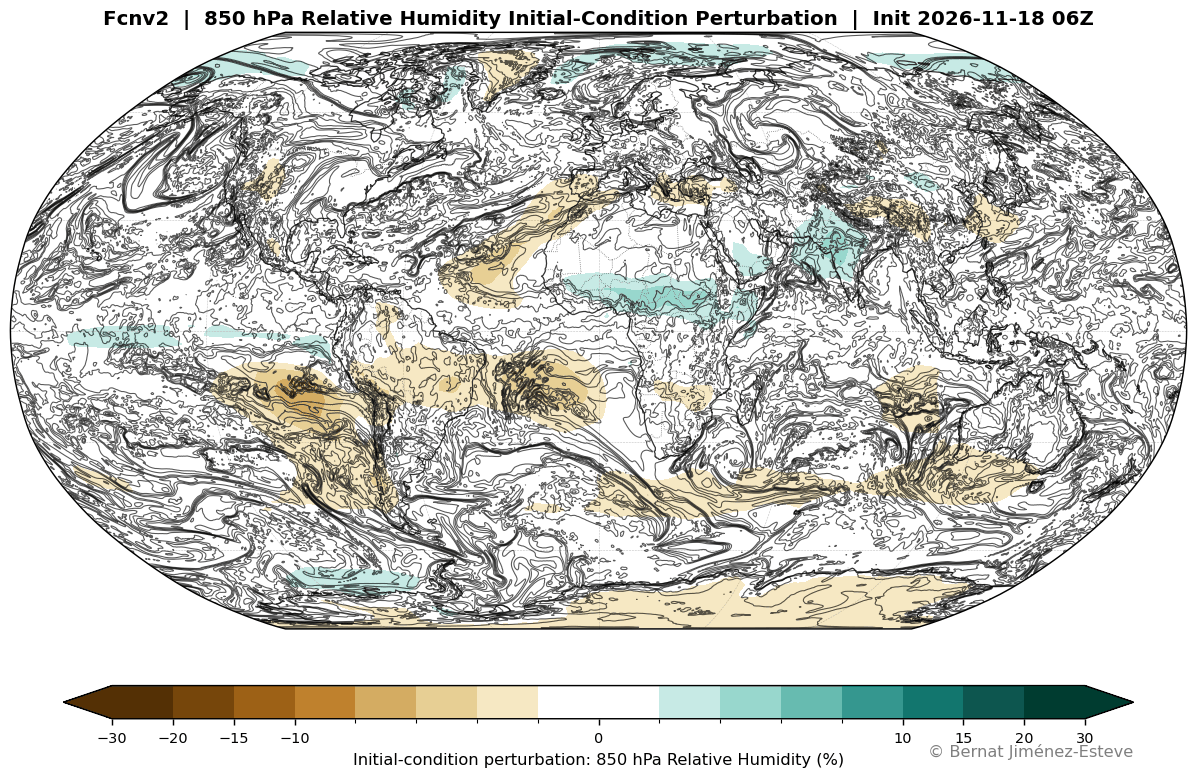 Fcnv2 | 850 hPa Relative Humidity Initial-Condition Perturbation | Init 2026-11-18 06Z
−30 −20 −15 −10 0 10 15 20 30
Initial-condition perturbation: 850 hPa Relative Humidity (%)
© Bernat Jiménez-Esteve